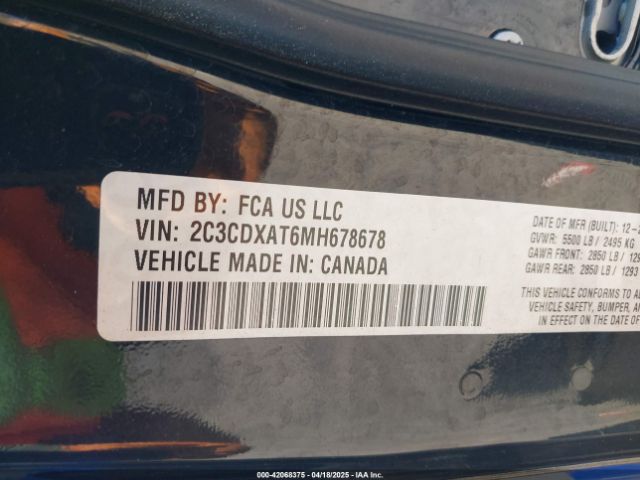 MFD BY: FCA US LLC
VIN: 2C3CDXAT6MH678678
VEHICLE MADE IN: CANADA
DATE OF MFR (BUILT): 12-2
GVWR: 5500 LB / 2495 KG
GAWR FRONT: 2850 LB / 129
GAWR REAR: 2850 LB / 1293
THIS VEHICLE CONFORMS TO
VEHICLE SAFETY, BUMPER,
IN EFFECT ON THE DATE OF
000-42068375 - 04/18/2025 - IAA Inc.